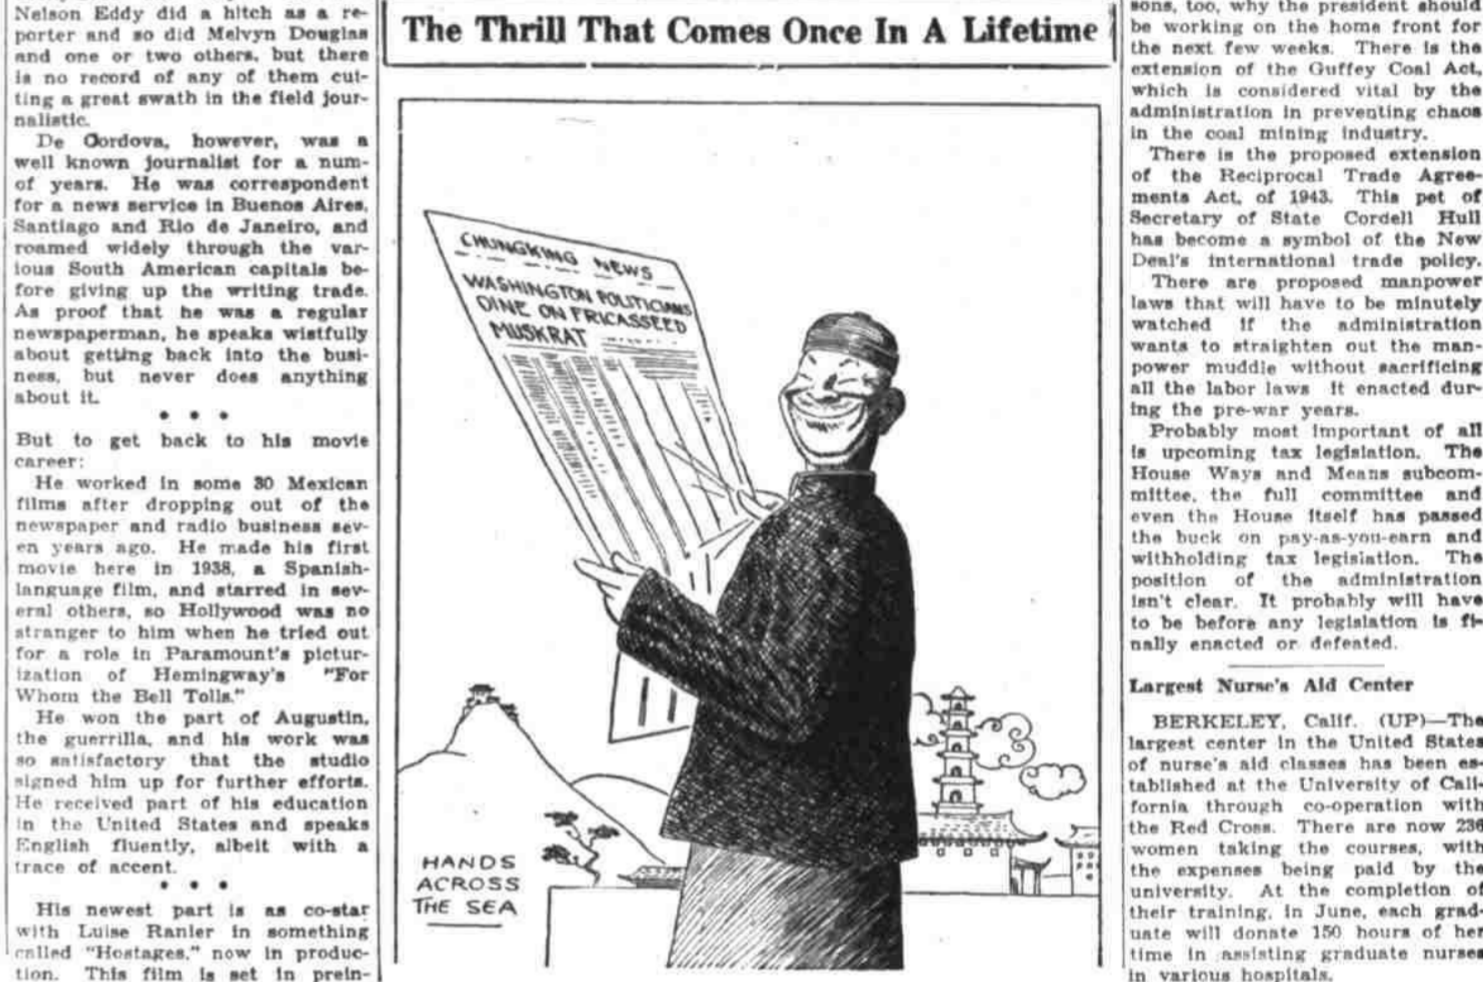 Nelson Eddy did a hitch as a re-
porter and so did Melvyn Douglas
and one or two others, but there
is no record of any of them cut-
ting a great swath in the field jour-
nalistic.
De Cordova, however, was a
well known journalist for a num-
of years. He was correspondent
for a news service in Buenos Aires,
Santiago and Rio de Janeiro, and
roamed widely through the var-
ious South American capitals be-
fore giving up the writing trade.
As proof that he was a regular
newspaperman, he speaks wistfully
about getting back into the busi-
ness, but never does anything
about it.
* * *
But to get back to his movie
career:
He worked in some 30 Mexican
films after dropping out of the
newspaper and radio business sev-
en years ago. He made his first
movie here in 1938, a Spanish-
language film, and starred in sev-
eral others, so Hollywood was no
stranger to him when he tried out
for a role in Paramount's pictur-
ization of Hemingway's "For
Whom the Bell Tolls."
He won the part of Augustin,
the guerrilla, and his work was
so satisfactory that the studio
signed him up for further efforts.
He received part of his education
in the United States and speaks
English fluently, albeit with a
trace of accent.
* * *
His newest part is as co-star
with Luise Ranier in something
called "Hostages," now in produc-
tion. This film is set in prein-
The Thrill That Comes Once In A Lifetime
CHUNGKING NEWS
WASHINGTON POLITICIANS
DINE ON FRICASSEED
MUSKRAT
HANDS
ACROSS
THE SEA
sons, too, why the president should
be working on the home front for
the next few weeks. There is the
extension of the Guffey Coal Act,
which is considered vital by the
administration in preventing chaos
in the coal mining industry.
There is the proposed extension
of the Reciprocal Trade Agree-
ments Act, of 1943. This pet of
Secretary of State Cordell Hull
has become a symbol of the New
Deal's international trade policy.
There are proposed manpower
laws that will have to be minutely
watched if the administration
wants to straighten out the man-
power muddle without sacrificing
all the labor laws it enacted dur-
ing the pre-war years.
Probably most important of all
is upcoming tax legislation. The
House Ways and Means subcom-
mittee, the full committee and
even the House itself has passed
the buck on pay-as-you-earn and
withholding tax legislation. The
position of the administration
isn't clear. It probably will have
to be before any legislation is fi-
nally enacted or defeated.
Largest Nurse's Aid Center
BERKELEY, Calif. (UP)—The
largest center in the United States
of nurse's aid classes has been es-
tablished at the University of Cali-
fornia through co-operation with
the Red Cross. There are now 236
women taking the courses, with
the expenses being paid by the
university. At the completion of
their training, in June, each grad-
uate will donate 150 hours of her
time in assisting graduate nurses
in various hospitals.